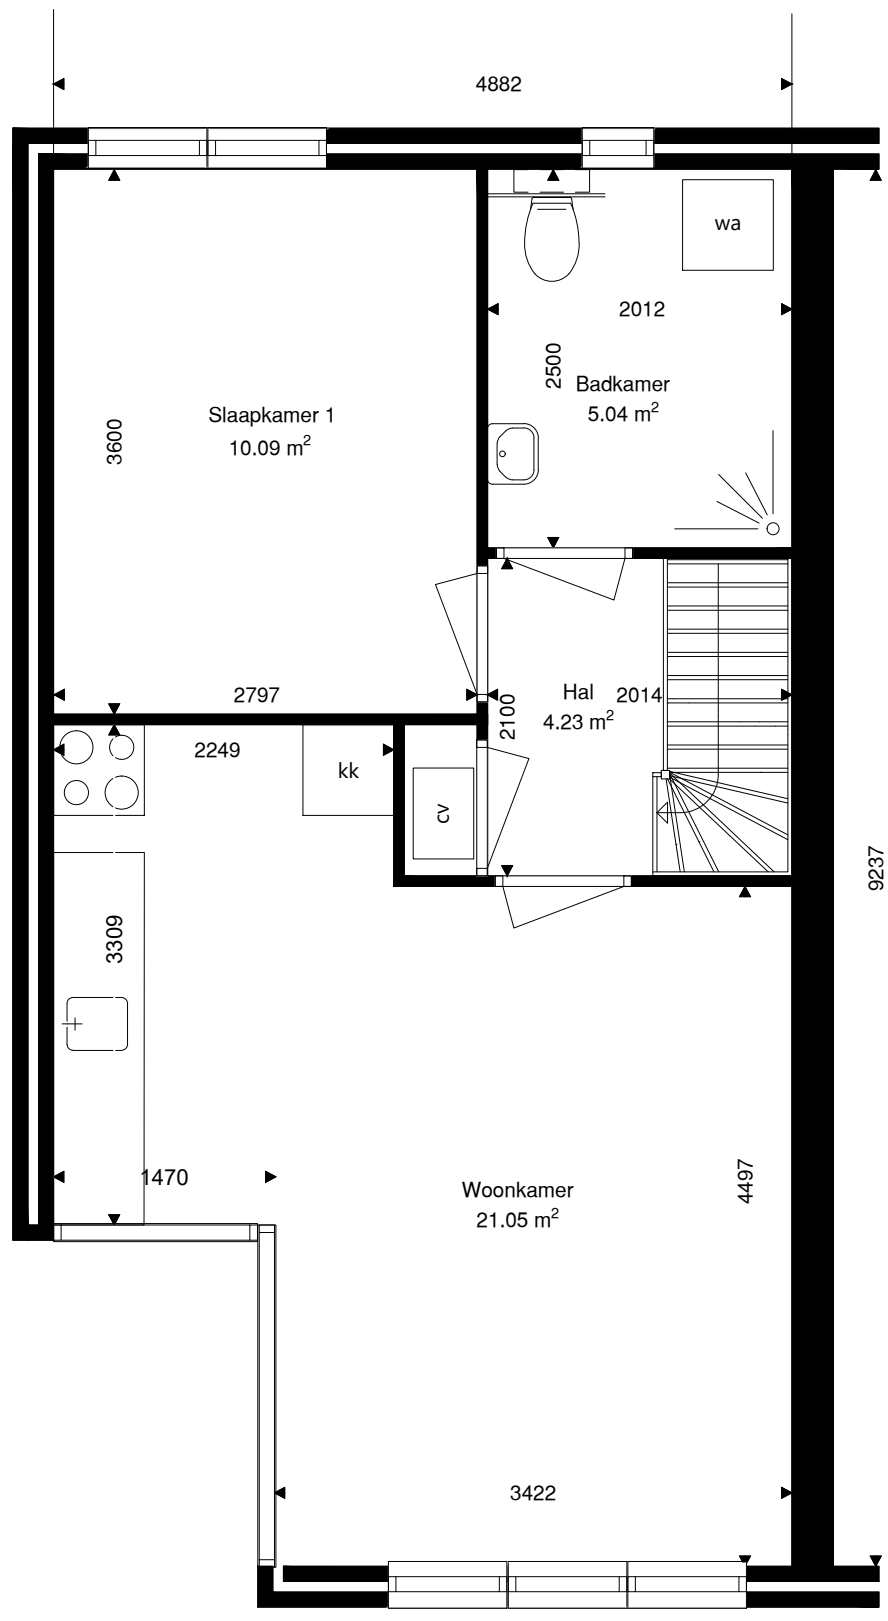 4882
wa
2012
2500
Badkamer
5.04 m²
Slaapkamer 1
10.09 m²
3600
2797
Hal
4.23 m²
2014
2100
2249
kk
cv
9237
3309
1470
Woonkamer
21.05 m²
4497
3422